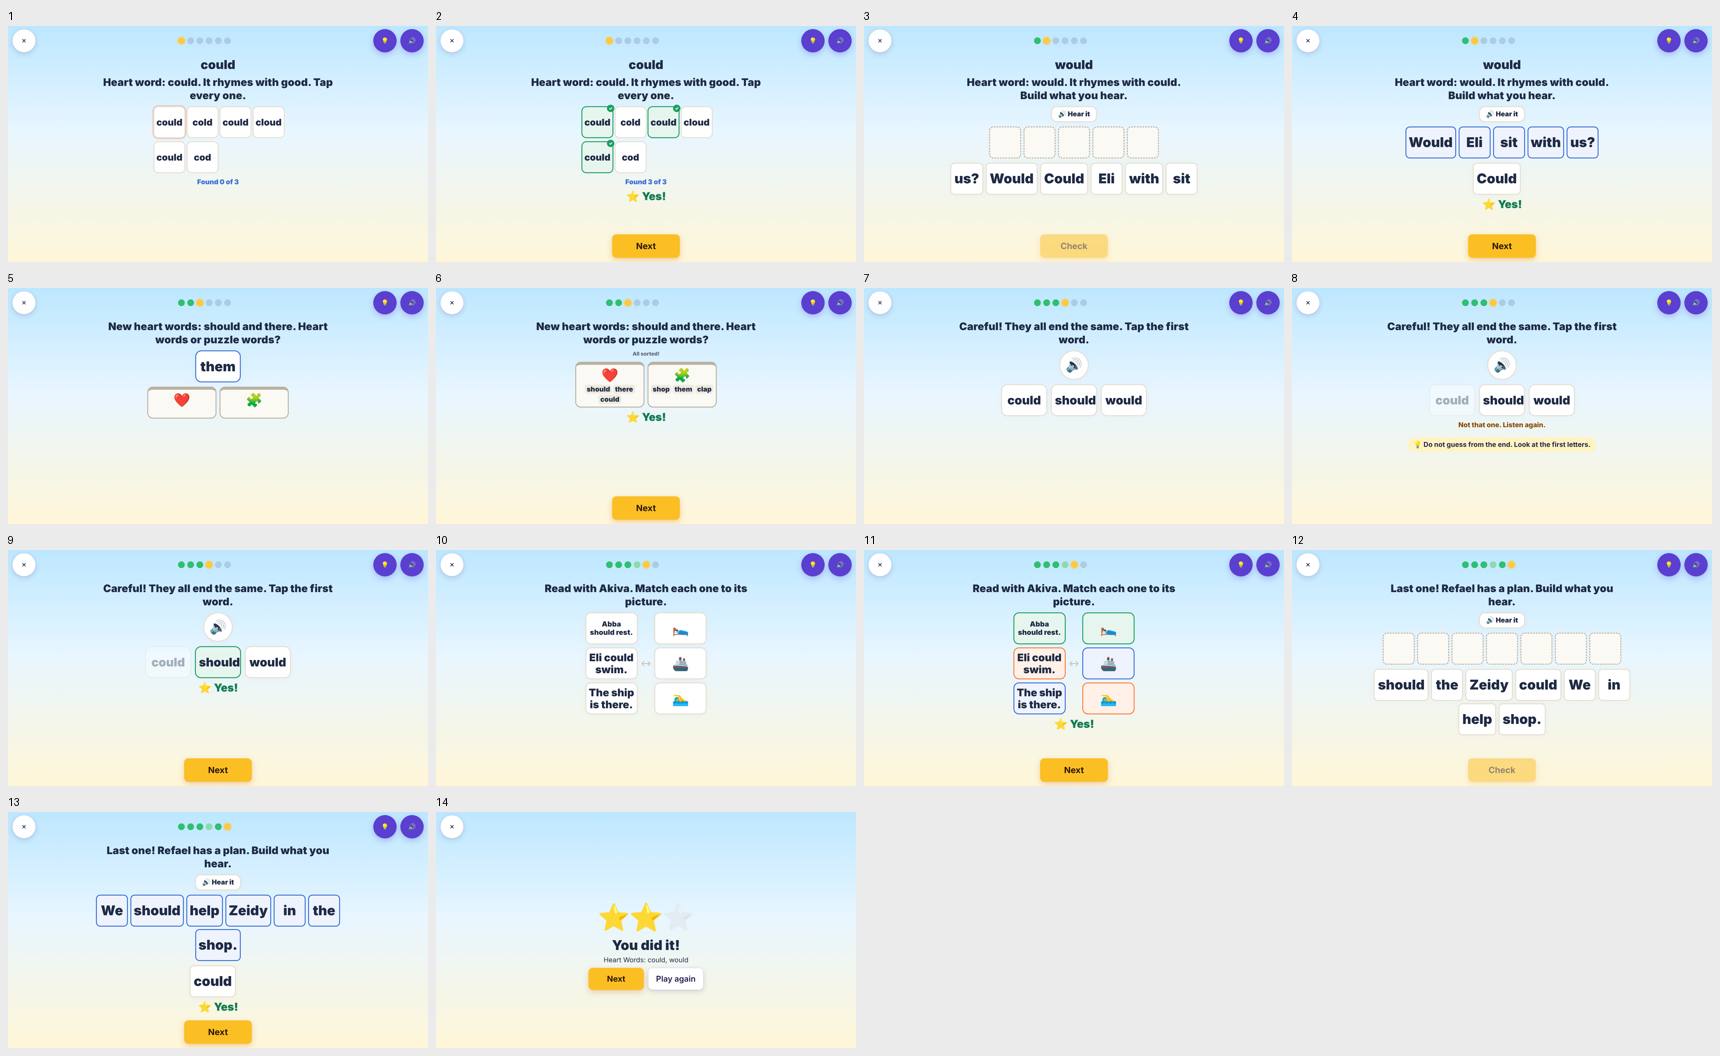 1
could
Heart word: could. It rhymes with good. Tap
every one.
could cold could cloud
could cod
Found 0 of 3
2
could
Heart word: could. It rhymes with good. Tap
every one.
could cold could cloud
could cod
Found 3 of 3
Yes!
Next
3
would
Heart word: would. It rhymes with could.
Build what you hear.
Hear it
us? Would Could Eli with sit
Check
4
would
Heart word: would. It rhymes with could.
Build what you hear.
Hear it
Would Eli sit with us?
Could
Yes!
Next
5
New heart words: should and there. Heart
words or puzzle words?
them
6
New heart words: should and there. Heart
words or puzzle words?
All sorted!
should there shop them clap
could
Yes!
Next
7
Careful! They all end the same. Tap the first
word.
could should would
8
Careful! They all end the same. Tap the first
word.
could should would
Not that one. Listen again.
Do not guess from the end. Look at the first letters.
9
Careful! They all end the same. Tap the first
word.
could should would
Yes!
Next
10
Read with Akiva. Match each one to its
picture.
Abba
should rest.
Eli could
swim.
The ship
is there.
11
Read with Akiva. Match each one to its
picture.
Abba
should rest.
Eli could
swim.
The ship
is there.
Yes!
Next
12
Last one! Refael has a plan. Build what you
hear.
Hear it
should the Zeidy could We in
help shop.
Check
13
Last one! Refael has a plan. Build what you
hear.
Hear it
We should help Zeidy in the
shop.
could
Yes!
Next
14
You did it!
Heart Words: could, would
Next Play again